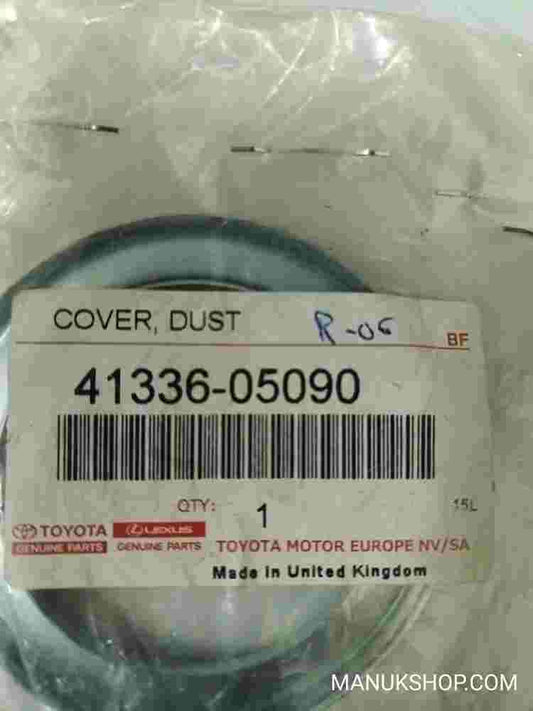 COVER, DUST R-06
BF
41336-05090
QTY: 1 15L
TOYOTA LEXUS
GENUINE PARTS GENUINE PARTS TOYOTA MOTOR EUROPE NV/SA
Made in United Kingdom
MANUKSHOP.COM